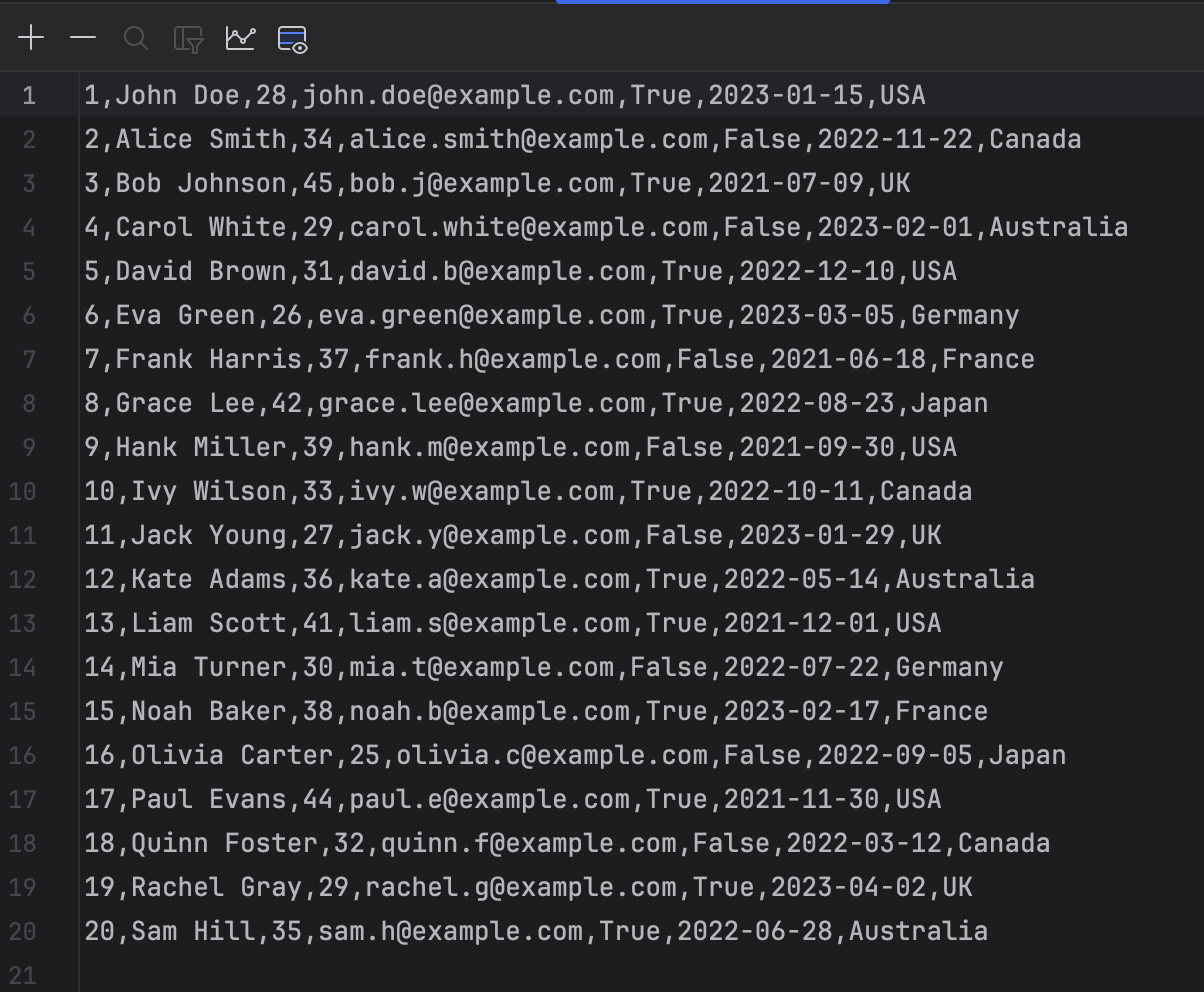 1 1,John Doe,28,john.doe@example.com,True,2023-01-15,USA
2 2,Alice Smith,34,alice.smith@example.com,False,2022-11-22,Canada
3 3,Bob Johnson,45,bob.j@example.com,True,2021-07-09,UK
4 4,Carol White,29,carol.white@example.com,False,2023-02-01,Australia
5 5,David Brown,31,david.b@example.com,True,2022-12-10,USA
6 6,Eva Green,26,eva.green@example.com,True,2023-03-05,Germany
7 7,Frank Harris,37,frank.h@example.com,False,2021-06-18,France
8 8,Grace Lee,42,grace.lee@example.com,True,2022-08-23,Japan
9 9,Hank Miller,39,hank.m@example.com,False,2021-09-30,USA
10 10,Ivy Wilson,33,ivy.w@example.com,True,2022-10-11,Canada
11 11,Jack Young,27,jack.y@example.com,False,2023-01-29,UK
12 12,Kate Adams,36,kate.a@example.com,True,2022-05-14,Australia
13 13,Liam Scott,41,liam.s@example.com,True,2021-12-01,USA
14 14,Mia Turner,30,mia.t@example.com,False,2022-07-22,Germany
15 15,Noah Baker,38,noah.b@example.com,True,2023-02-17,France
16 16,Olivia Carter,25,olivia.c@example.com,False,2022-09-05,Japan
17 17,Paul Evans,44,paul.e@example.com,True,2021-11-30,USA
18 18,Quinn Foster,32,quinn.f@example.com,False,2022-03-12,Canada
19 19,Rachel Gray,29,rachel.g@example.com,True,2023-04-02,UK
20 20,Sam Hill,35,sam.h@example.com,True,2022-06-28,Australia
21